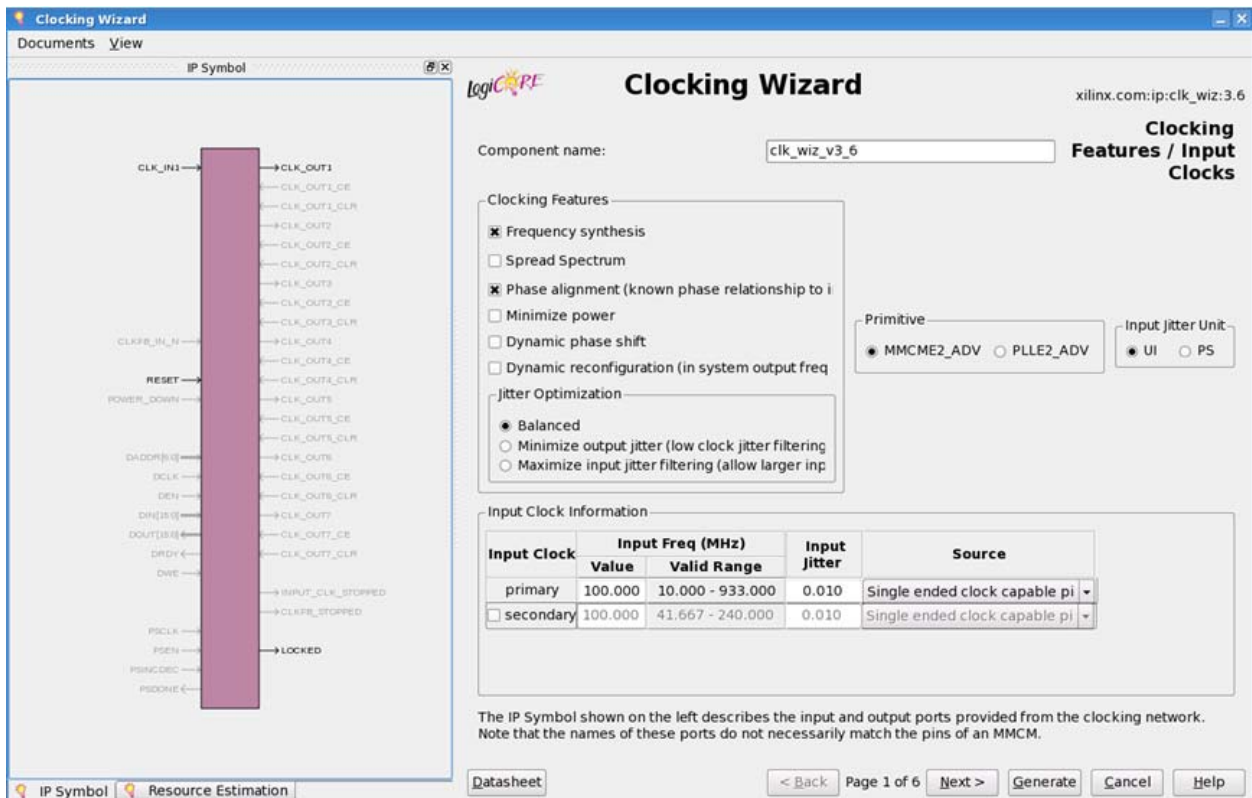 Clocking Wizard
Documents View
IP Symbol
CLK_IN1
CLKFB_IN_N
RESET
POWER_DOWN
DADDR[6:0]
DCLK
DEN
DIN[15:0]
DOUT[15:0]
DRDY
DWE
PSCLK
PSEN
PSINCDEC
PSDONE
CLK_OUT1
CLK_OUT1_CE
CLK_OUT1_CLR
CLK_OUT2
CLK_OUT2_CE
CLK_OUT2_CLR
CLK_OUT3
CLK_OUT3_CE
CLK_OUT3_CLR
CLK_OUT4
CLK_OUT4_CE
CLK_OUT4_CLR
CLK_OUT5
CLK_OUT5_CE
CLK_OUT5_CLR
CLK_OUT6
CLK_OUT6_CE
CLK_OUT6_CLR
CLK_OUT7
CLK_OUT7_CE
CLK_OUT7_CLR
INPUT_CLK_STOPPED
CLKFB_STOPPED
LOCKED
IP Symbol Resource Estimation
LogiCORE
Clocking Wizard
xilinx.com:ip:clk_wiz:3.6
Clocking
Features / Input
Clocks
Component name: clk_wiz_v3_6
Clocking Features
Frequency synthesis
Spread Spectrum
Phase alignment (known phase relationship to i
Minimize power
Dynamic phase shift
Dynamic reconfiguration (in system output freq
Jitter Optimization
Balanced
Minimize output jitter (low clock jitter filtering
Maximize input jitter filtering (allow larger inp
Primitive
MMCME2_ADV PLLE2_ADV
Input Jitter Unit
UI PS
Input Clock Information
Input Clock Input Freq (MHz) Input Jitter Source
Value Valid Range
primary 100.000 10.000 - 933.000 0.010 Single ended clock capable pi
secondary 100.000 41.667 - 240.000 0.010 Single ended clock capable pi
The IP Symbol shown on the left describes the input and output ports provided from the clocking network.
Note that the names of these ports do not necessarily match the pins of an MMCM.
Datasheet < Back Page 1 of 6 Next > Generate Cancel Help